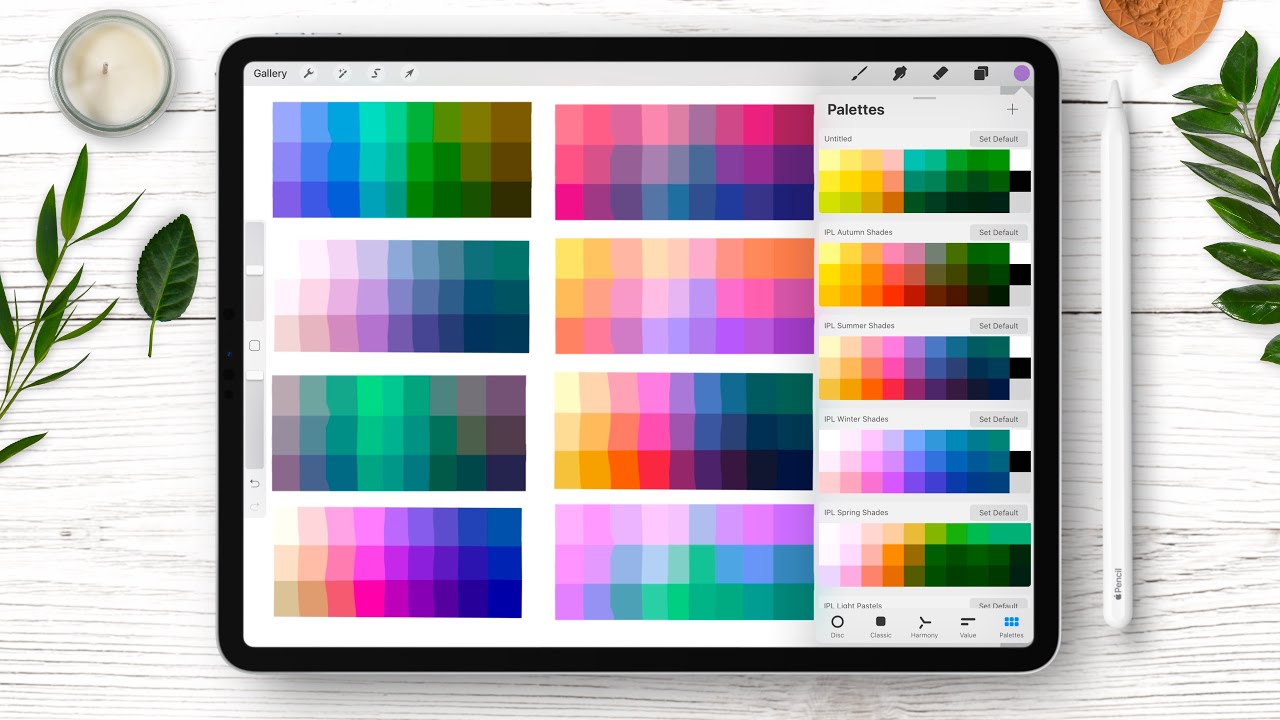 Gallery
Palettes
Untitled
Set Default
IPL Autumn Shades
Set Default
IPL Summer Shades
Set Default
IPL Winter Shades
Set Default
IPL Spring Shades
Set Default
IPL Light Pastels
Set Default
Classic
Harmony
Value
Palettes
Pencil